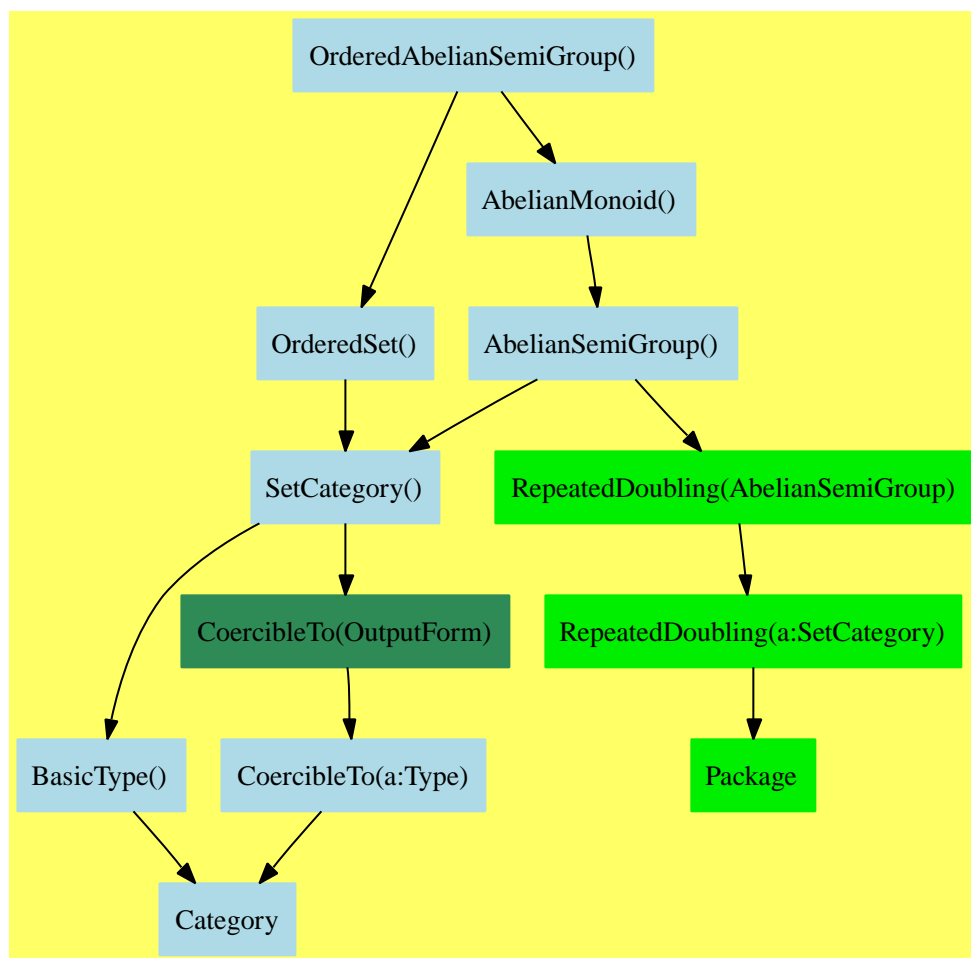 OrderedAbelianSemiGroup()
AbelianMonoid()
OrderedSet()
AbelianSemiGroup()
SetCategory()
RepeatedDoubling(AbelianSemiGroup)
CoercibleTo(OutputForm)
RepeatedDoubling(a:SetCategory)
BasicType()
CoercibleTo(a:Type)
Package
Category